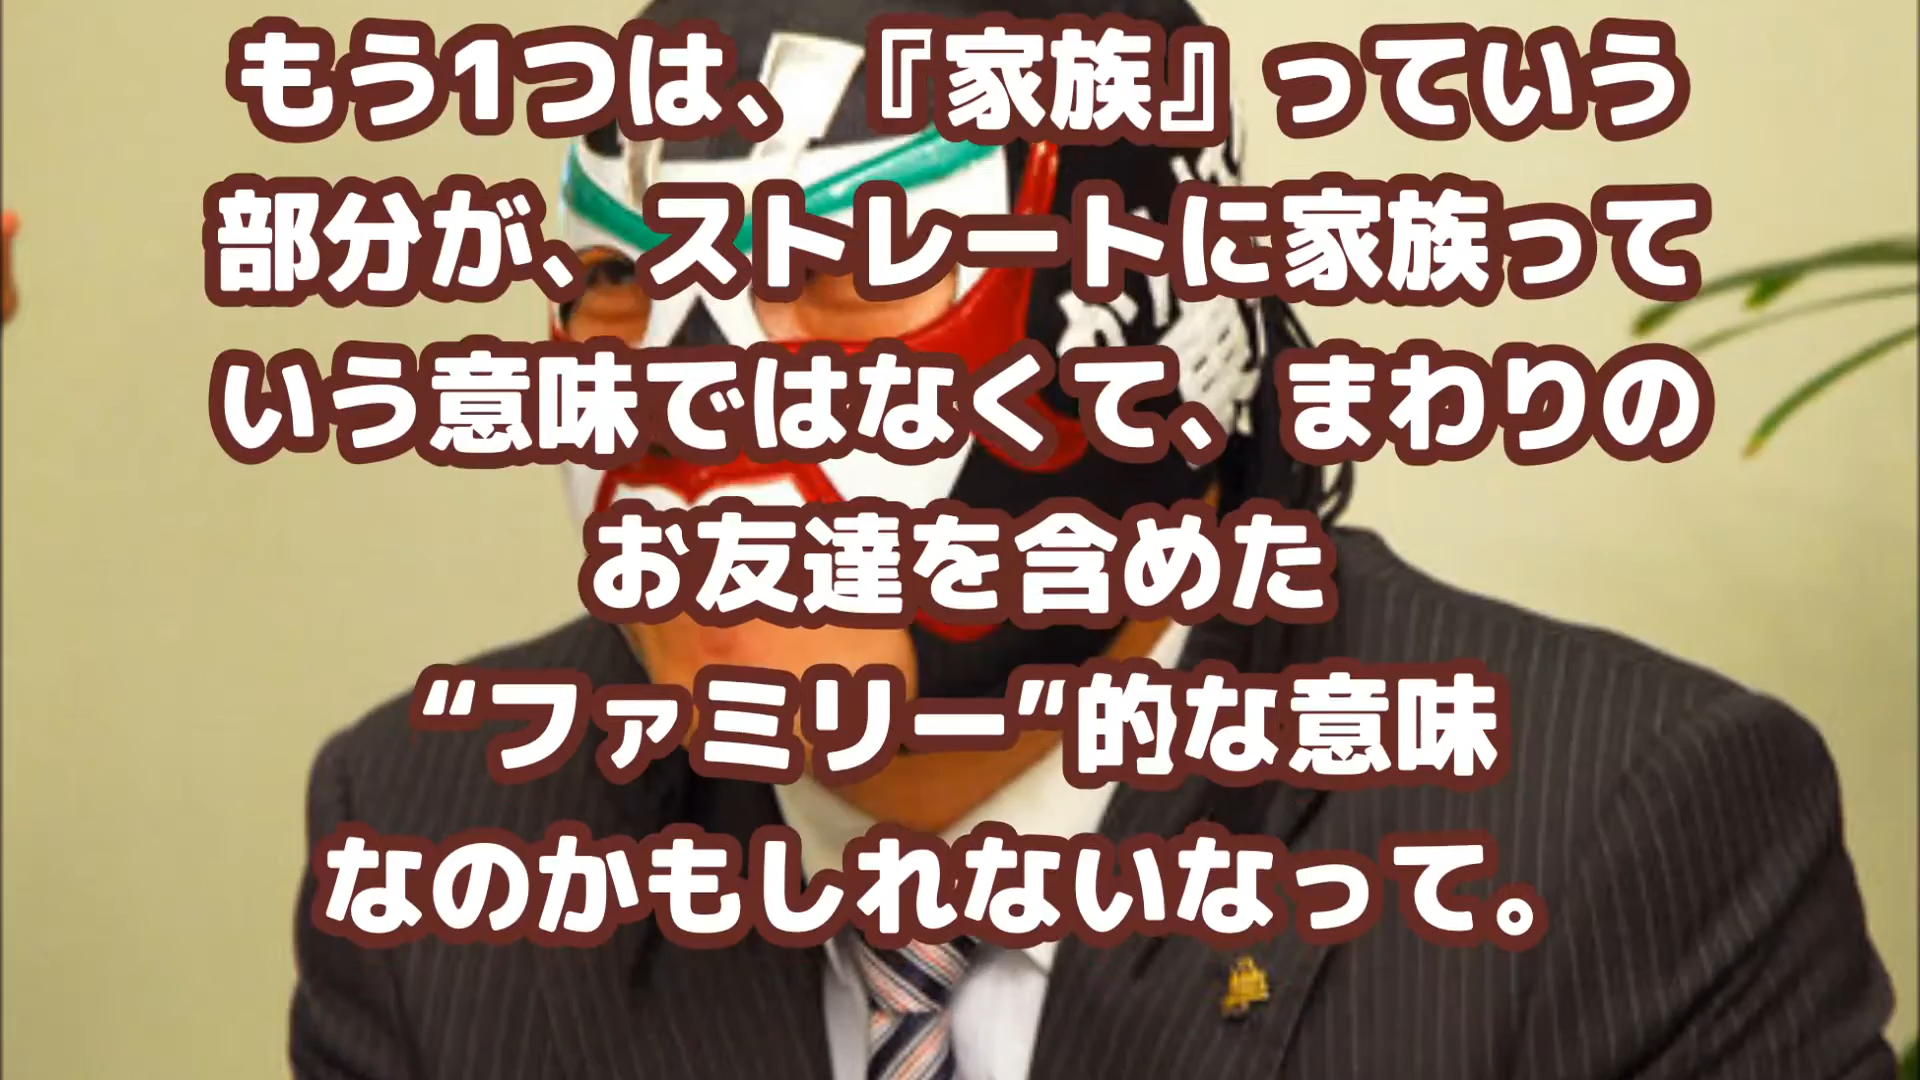 もう1つは、『家族』っていう
部分が、ストレートに家族って
いう意味ではなくて、まわりの
お友達を含めた
“ファミリー”的な意味
なのかもしれないなって。